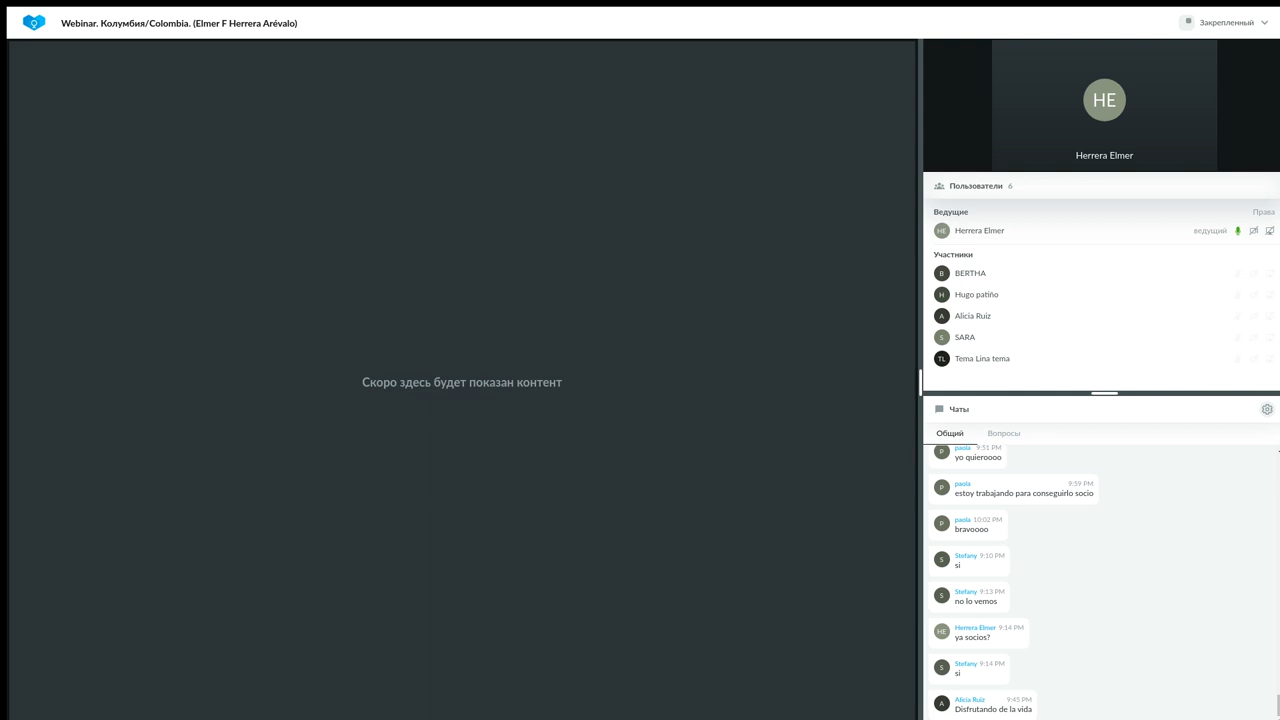 Webinar. Колумбия/Colombia. (Elmer F Herrera Arévalo)
Закрепленный
Скоро здесь будет показан контент
HE
Herrera Elmer
Пользователи 6
Ведущие Права
HE Herrera Elmer ведущий
Участники
B BERTHA
H Hugo patiño
A Alicia Ruiz
S SARA
TL Tema Lina tema
Чаты
Общий Вопросы
P paola 9:51 PM
yo quieroooo
P paola 9:59 PM
estoy trabajando para conseguirlo socio
P paola 10:02 PM
bravoooo
S Stefany 9:10 PM
si
S Stefany 9:13 PM
no lo vemos
HE Herrera Elmer 9:14 PM
ya socios?
S Stefany 9:14 PM
si
A Alicia Ruiz 9:45 PM
Disfrutando de la vida